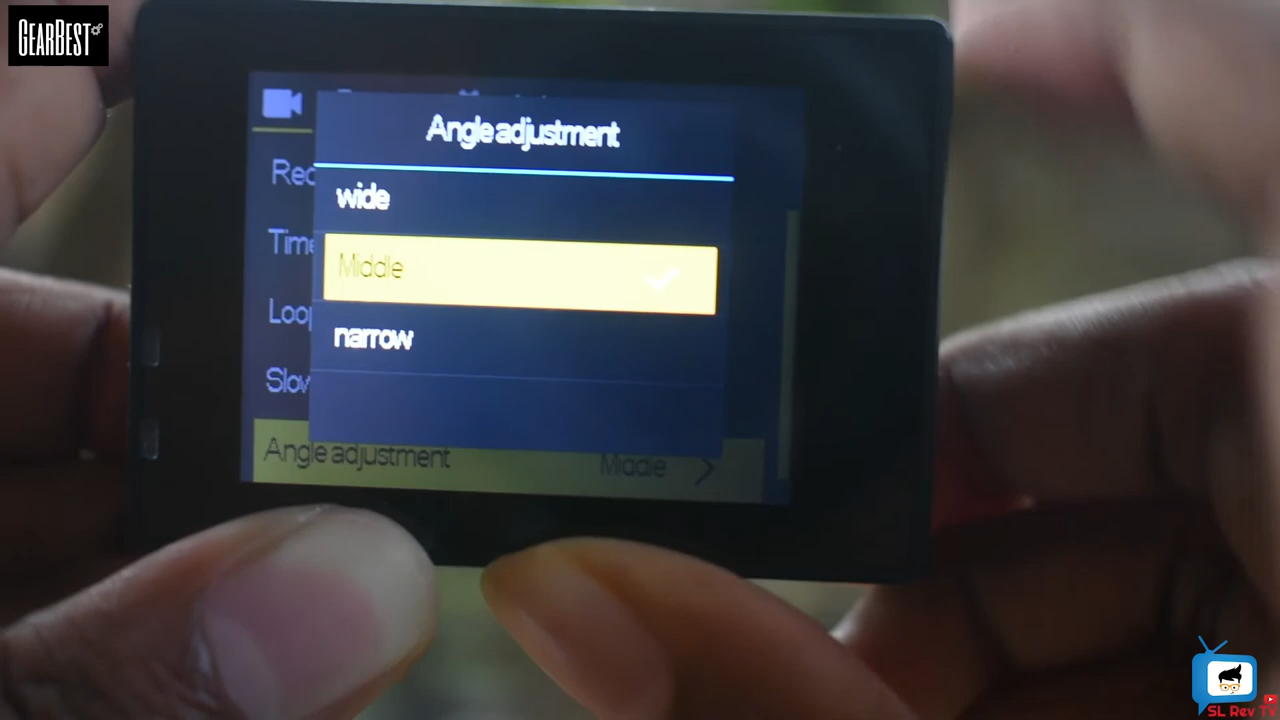 GEARBEST
Angle adjustment
wide
Middle
narrow
Angle adjustment Middle
SL Rev